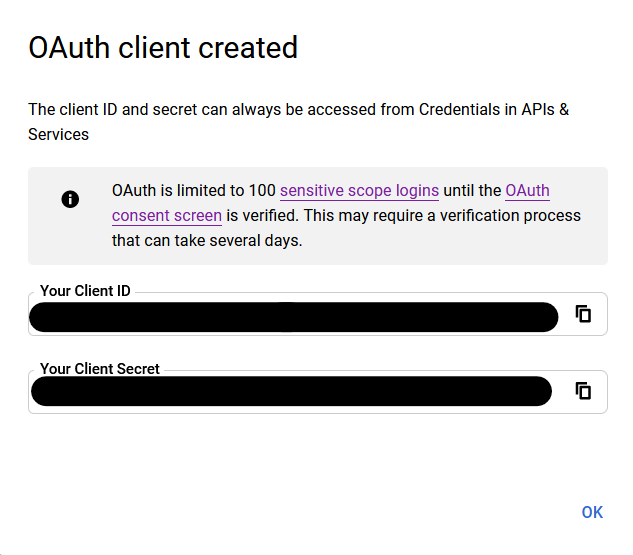 OAuth client created
The client ID and secret can always be accessed from Credentials in APIs &
Services
OAuth is limited to 100 sensitive scope logins until the OAuth
consent screen is verified. This may require a verification process
that can take several days.
Your Client ID
Your Client Secret
OK